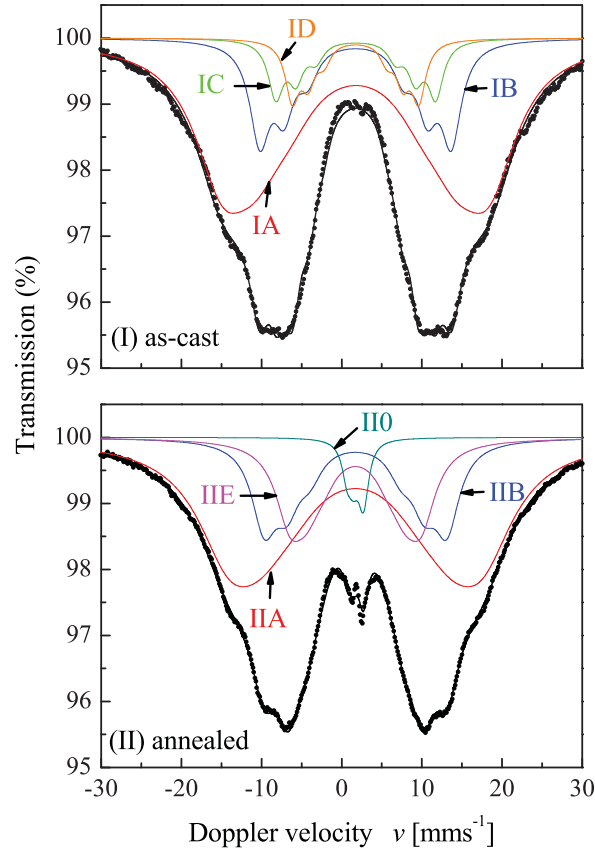 100
99
98
97
96
95
ID
IC
IB
IA
(I) as-cast
Transmission (%)
100
99
98
97
96
95
II0
IIE
IIB
IIA
(II) annealed
-30 -20 -10 0 10 20 30
Doppler velocity v [mms-1]